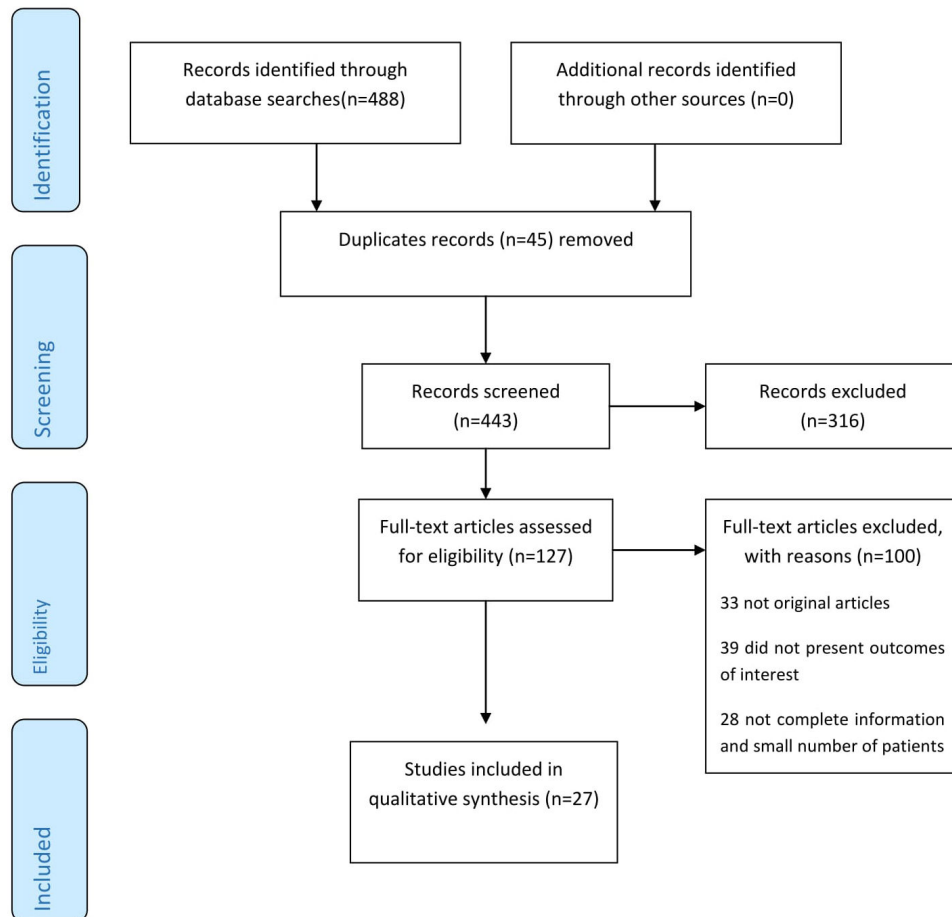 Identification
Records identified through
database searches(n=488)
Additional records identified
through other sources (n=0)
Duplicates records (n=45) removed
Screening
Records screened
(n=443)
Records excluded
(n=316)
Eligibility
Full-text articles assessed
for eligibility (n=127)
Full-text articles excluded,
with reasons (n=100)
33 not original articles
39 did not present outcomes
of interest
28 not complete information
and small number of patients
Included
Studies included in
qualitative synthesis (n=27)